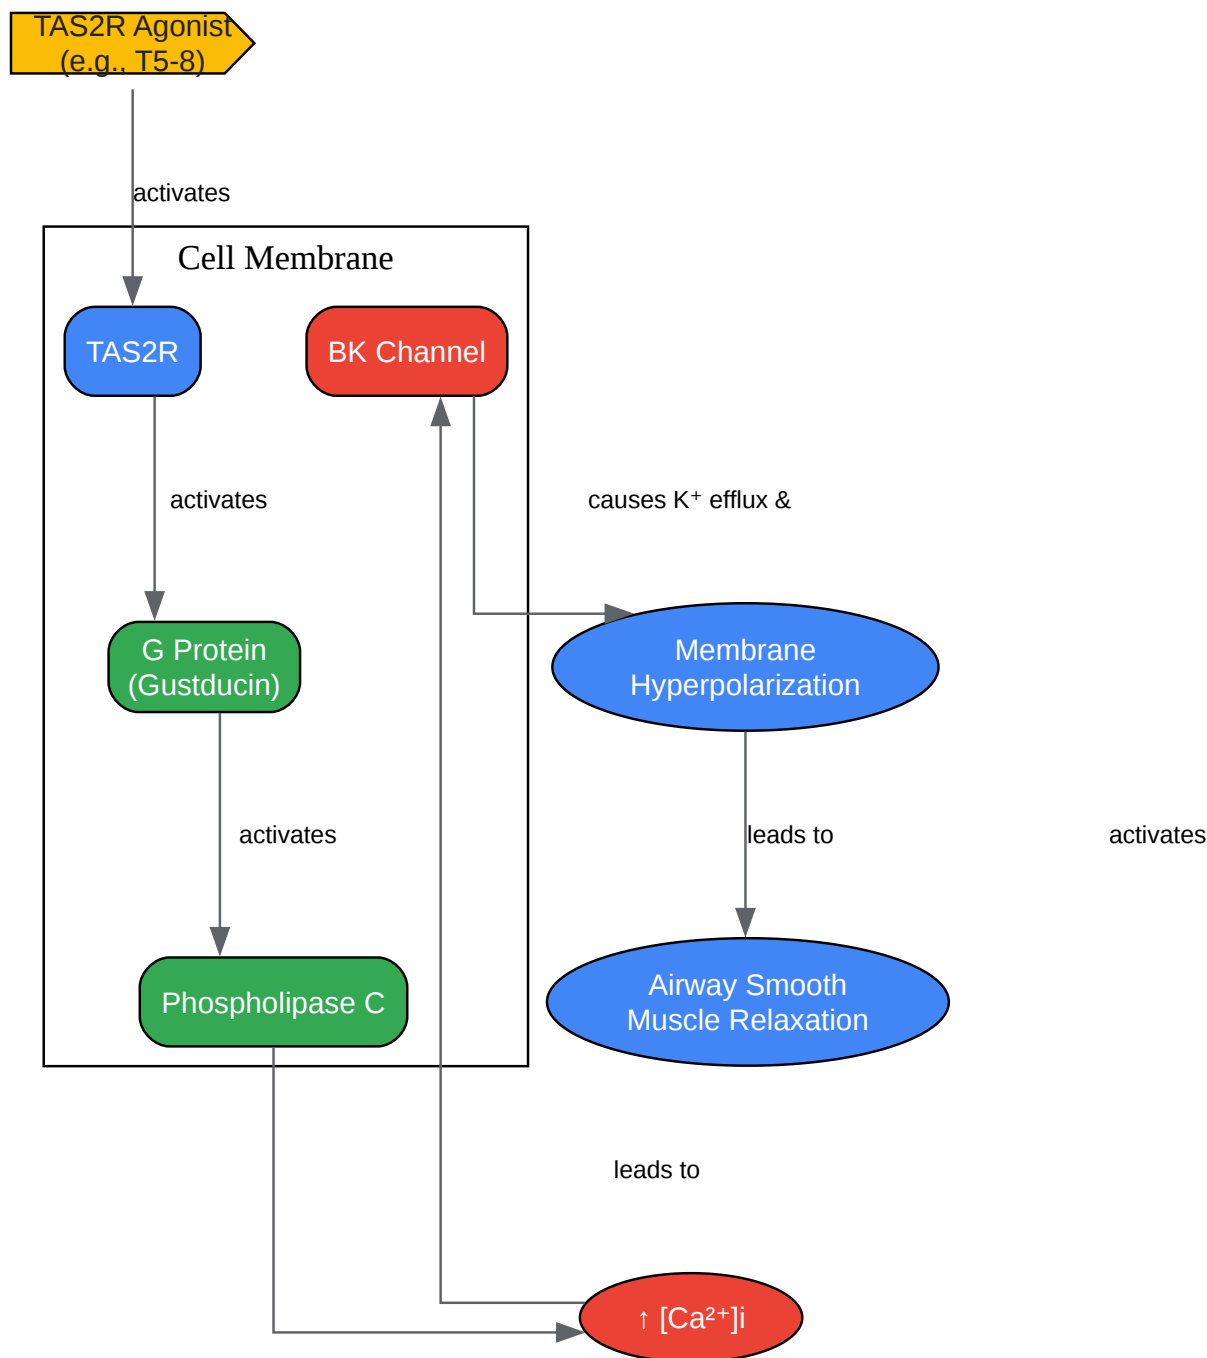 TAS2R Agonist
(e.g., T5-8)
activates
Cell Membrane
TAS2R
BK Channel
activates
causes K⁺ efflux &
G Protein
(Gustducin)
Membrane
Hyperpolarization
activates
leads to
activates
Phospholipase C
Airway Smooth
Muscle Relaxation
leads to
↑ [Ca²⁺]i